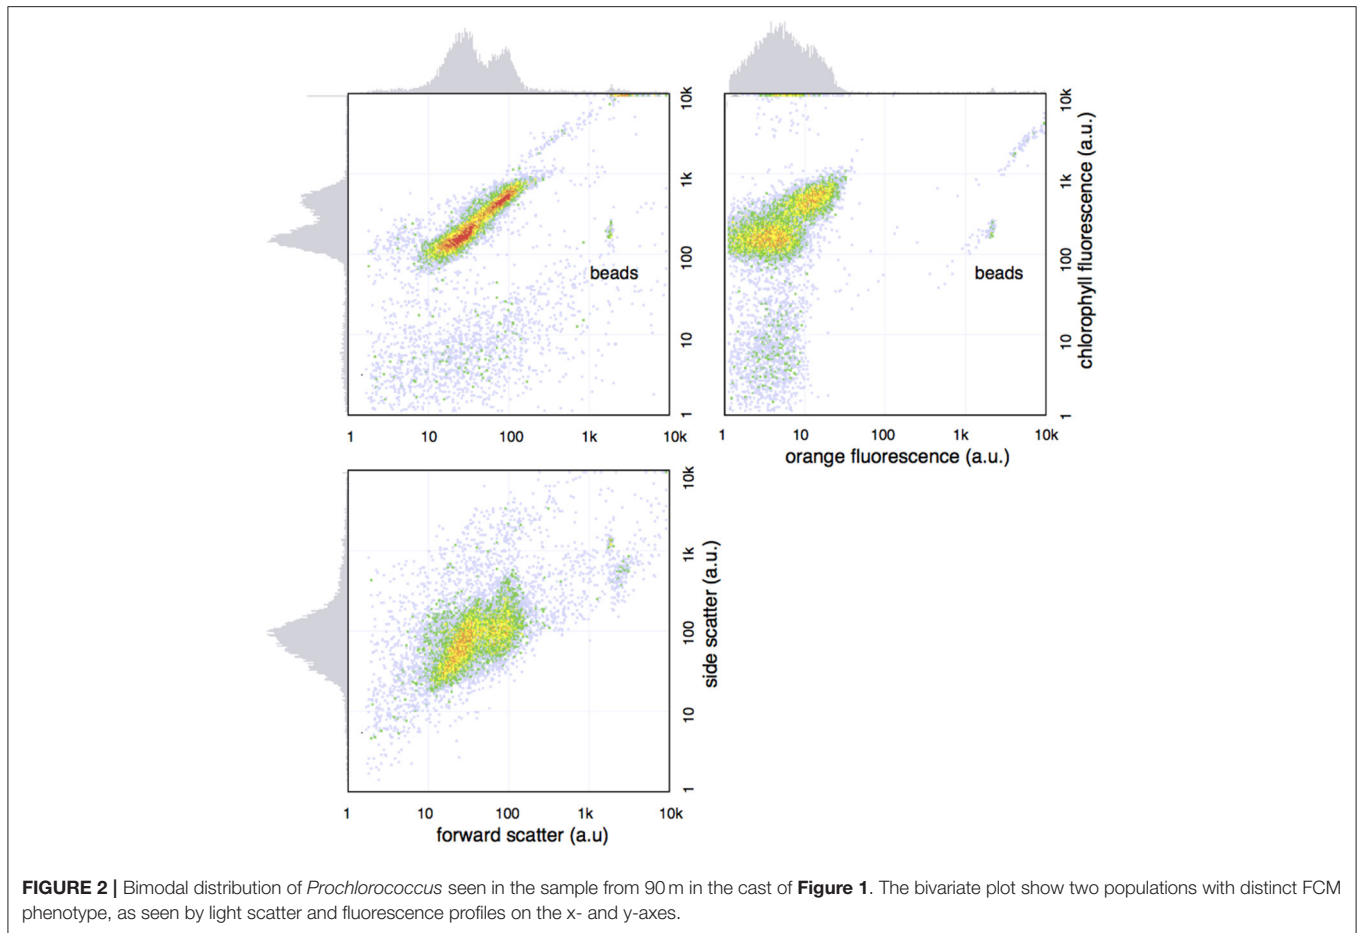 10k
1k
100
10
1
beads
1 10 100 1k 10k
10k
1k
100
10
1
chlorophyll fluorescence (a.u.)
beads
1 10 100 1k 10k
orange fluorescence (a.u.)
10k
1k
100
10
1
side scatter (a.u.)
1 10 100 1k 10k
forward scatter (a.u)
FIGURE 2 | Bimodal distribution of Prochlorococcus seen in the sample from 90 m in the cast of Figure 1. The bivariate plot show two populations with distinct FCM
phenotype, as seen by light scatter and fluorescence profiles on the x- and y-axes.